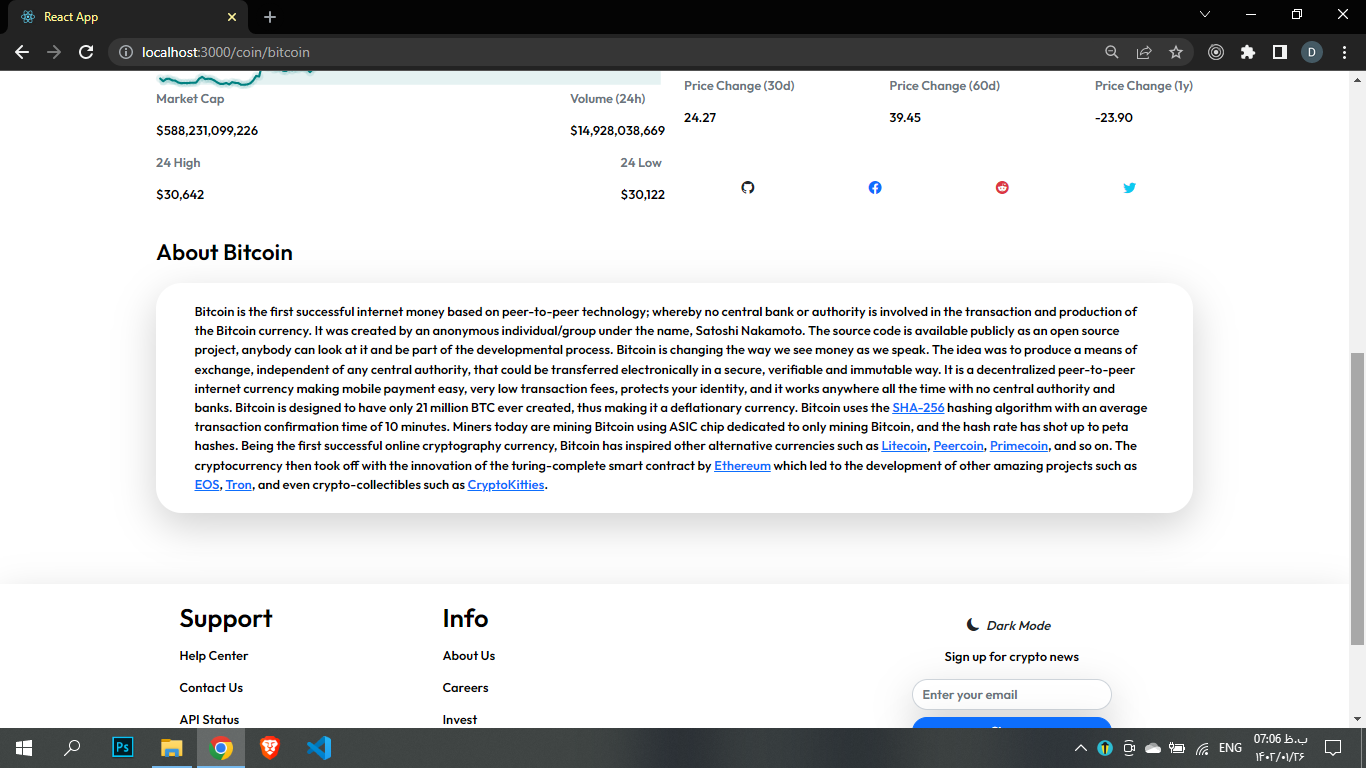 React App
localhost:3000/coin/bitcoin
D
Market Cap
Volume (24h)
$588,231,099,226
$14,928,038,669
24 High
24 Low
$30,642
$30,122
Price Change (30d)
Price Change (60d)
Price Change (1y)
24.27
39.45
-23.90
About Bitcoin
Bitcoin is the first successful internet money based on peer-to-peer technology; whereby no central bank or authority is involved in the transaction and production of
the Bitcoin currency. It was created by an anonymous individual/group under the name, Satoshi Nakamoto. The source code is available publicly as an open source
project, anybody can look at it and be part of the developmental process. Bitcoin is changing the way we see money as we speak. The idea was to produce a means of
exchange, independent of any central authority, that could be transferred electronically in a secure, verifiable and immutable way. It is a decentralized peer-to-peer
internet currency making mobile payment easy, very low transaction fees, protects your identity, and it works anywhere all the time with no central authority and
banks. Bitcoin is designed to have only 21 million BTC ever created, thus making it a deflationary currency. Bitcoin uses the SHA-256 hashing algorithm with an average
transaction confirmation time of 10 minutes. Miners today are mining Bitcoin using ASIC chip dedicated to only mining Bitcoin, and the hash rate has shot up to peta
hashes. Being the first successful online cryptography currency, Bitcoin has inspired other alternative currencies such as Litecoin, Peercoin, Primecoin, and so on. The
cryptocurrency then took off with the innovation of the turing-complete smart contract by Ethereum which led to the development of other amazing projects such as
EOS, Tron, and even crypto-collectibles such as CryptoKitties.
Support
Help Center
Contact Us
API Status
Info
About Us
Careers
Invest
Dark Mode
Sign up for crypto news
Enter your email
Ps
ENG
07:06 ب.ظ
۱۴۰۲/۰۱/۲۶